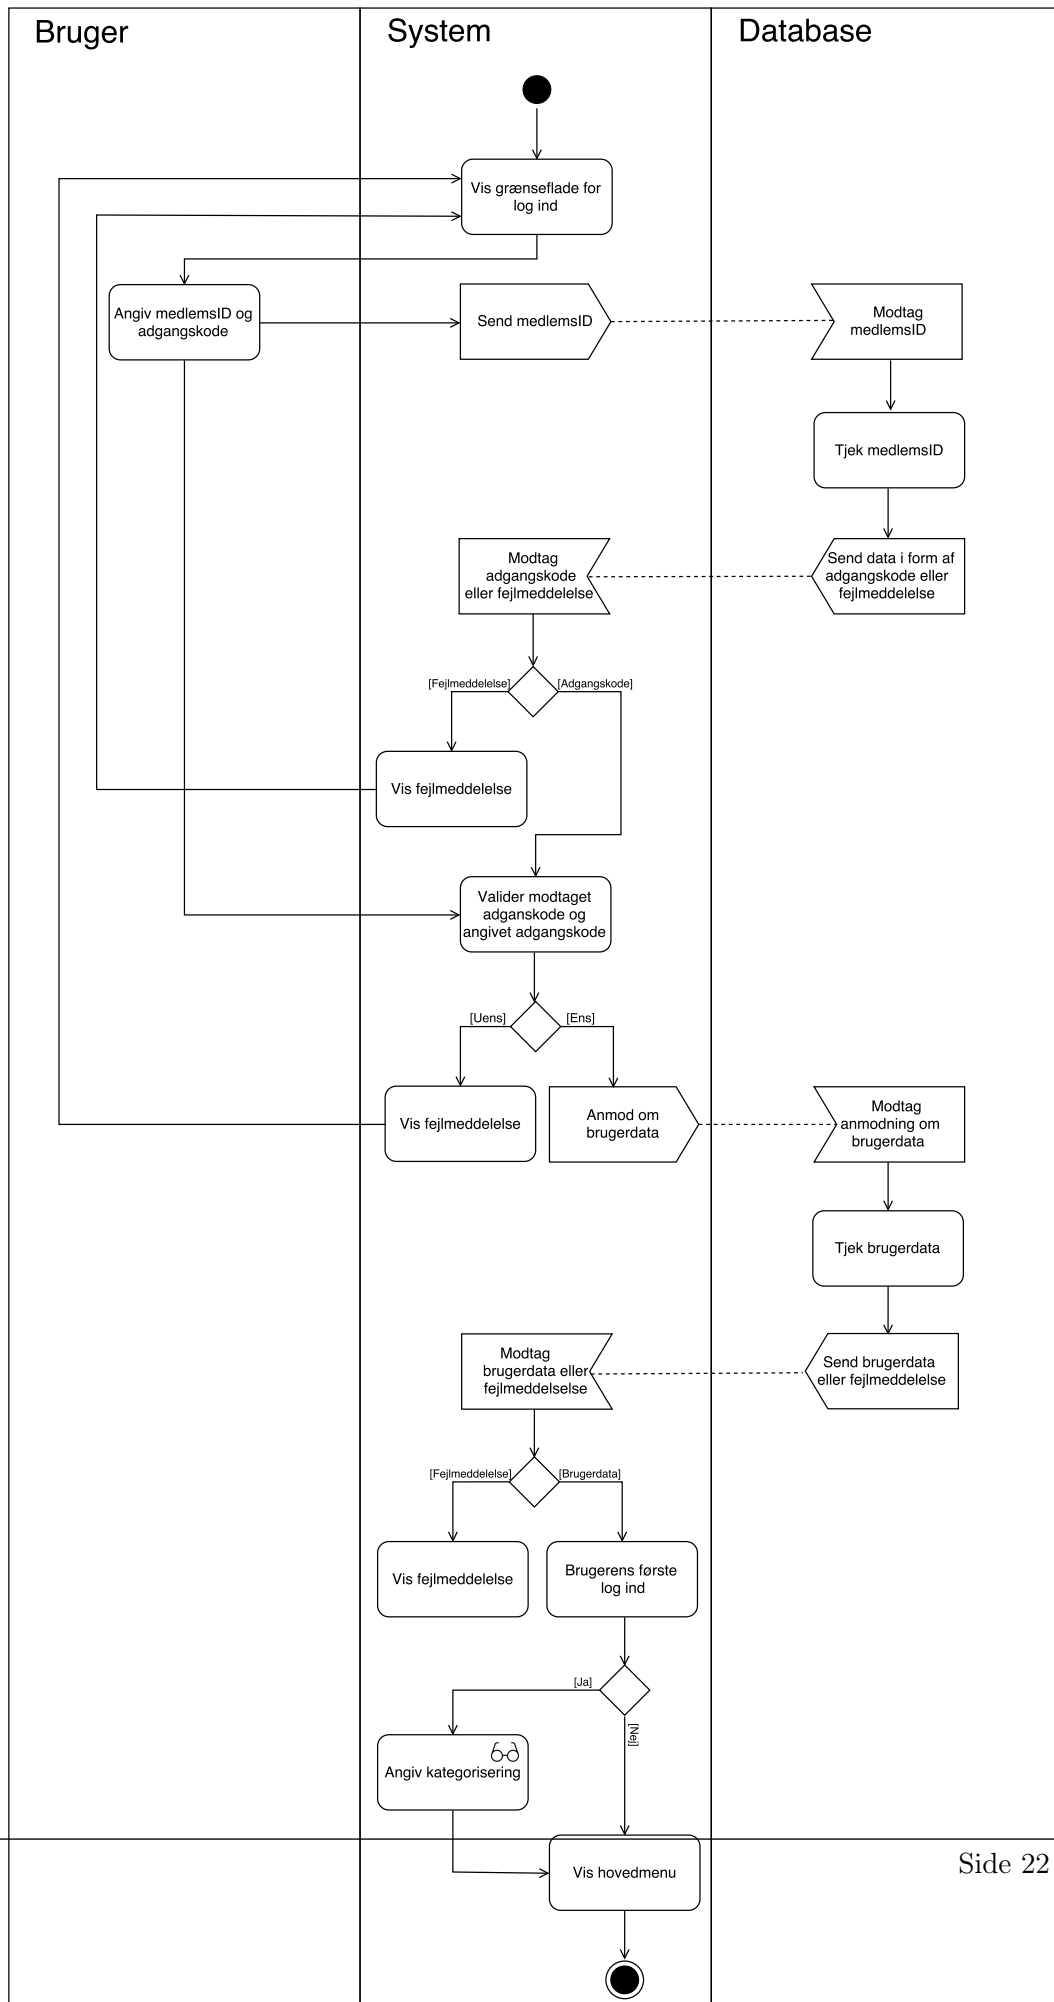 Bruger
System
Database
Vis grænseflade for
log ind
Angiv medlemsID og
adgangskode
Send medlemsID
Modtag
medlemsID
Tjek medlemsID
Modtag
adgangskode
eller fejlmeddelelse
Send data i form af
adgangskode eller
fejlmeddelelse
[Fejlmeddelelse]
[Adgangskode]
Vis fejlmeddelelse
Valider modtaget
adganskode og
angivet adgangskode
[Uens]
[Ens]
Vis fejlmeddelelse
Anmod om
brugerdata
Modtag
anmodning om
brugerdata
Tjek brugerdata
Modtag
brugerdata eller
fejlmeddelselse
Send brugerdata
eller fejlmeddelelse
[Fejlmeddelelse]
[Brugerdata]
Vis fejlmeddelelse
Brugerens første
log ind
[Ja]
[Nej]
Angiv kategorisering
Vis hovedmenu
Side 22